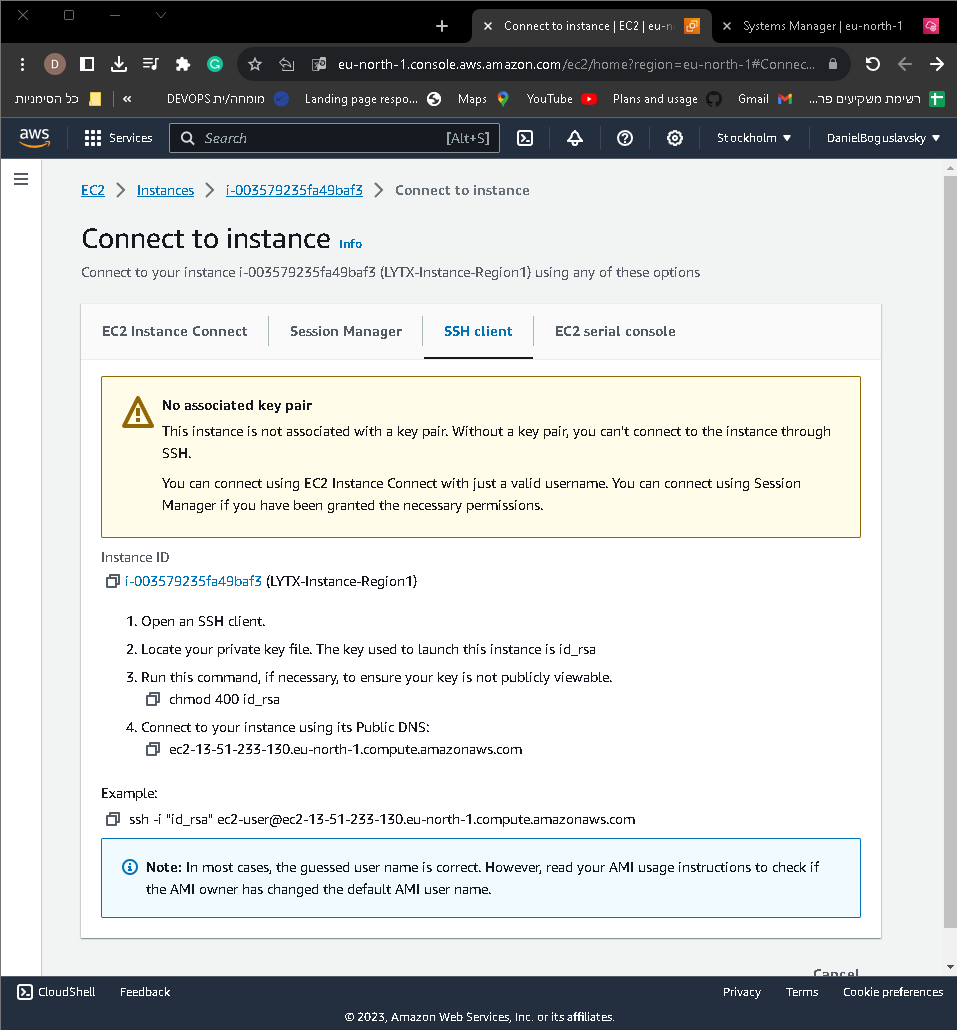 Connect to instance | EC2 | eu-n
Systems Manager | eu-north-1
D
eu-north-1.console.aws.amazon.com/ec2/home?region=eu-north-1#Connec...
כל הסימניות
»
מומחה/ית DEVOPS
Landing page respo...
Maps
YouTube
Plans and usage
Gmail
רשימת משקיעים פר...
aws
Services
Search
[Alt+S]
Stockholm
DanielBoguslavsky
EC2
Instances
i-003579235fa49baf3
Connect to instance
Connect to instance Info
Connect to your instance i-003579235fa49baf3 (LYTX-Instance-Region1) using any of these options
EC2 Instance Connect
Session Manager
SSH client
EC2 serial console
No associated key pair
This instance is not associated with a key pair. Without a key pair, you can't connect to the instance through
SSH.
You can connect using EC2 Instance Connect with just a valid username. You can connect using Session
Manager if you have been granted the necessary permissions.
Instance ID
i-003579235fa49baf3 (LYTX-Instance-Region1)
1. Open an SSH client.
2. Locate your private key file. The key used to launch this instance is id_rsa
3. Run this command, if necessary, to ensure your key is not publicly viewable.
chmod 400 id_rsa
4. Connect to your instance using its Public DNS:
ec2-13-51-233-130.eu-north-1.compute.amazonaws.com
Example:
ssh -i "id_rsa" ec2-user@ec2-13-51-233-130.eu-north-1.compute.amazonaws.com
Note: In most cases, the guessed user name is correct. However, read your AMI usage instructions to check if
the AMI owner has changed the default AMI user name.
Cancel
CloudShell
Feedback
Privacy
Terms
Cookie preferences
© 2023, Amazon Web Services, Inc. or its affiliates.